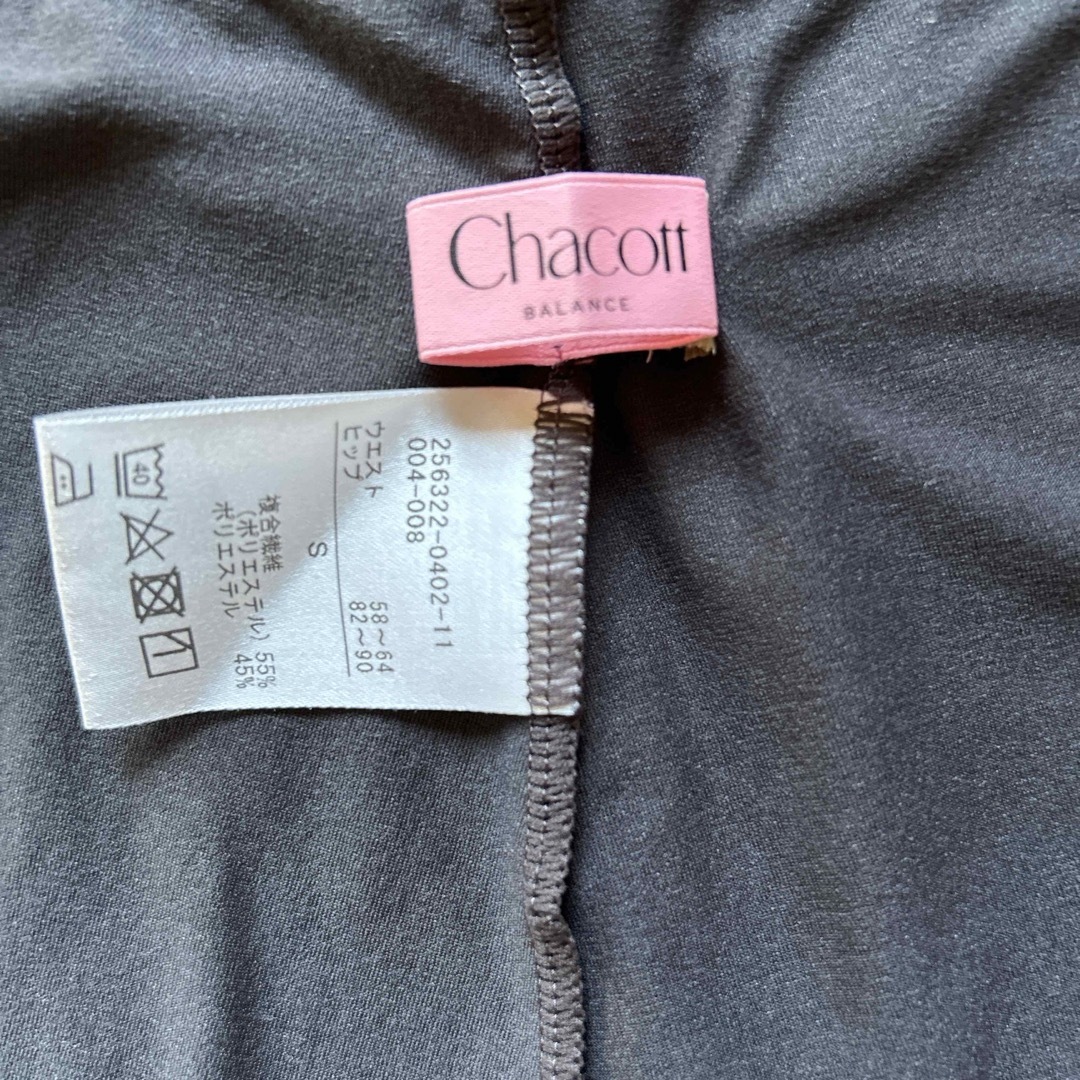 Chacott
BALANCE
256322-0402-11
004-008
ウエスト 58～64
ヒップ 82～90
S
複合繊維
(ポリエステル) 55%
ポリエステル 45%
40